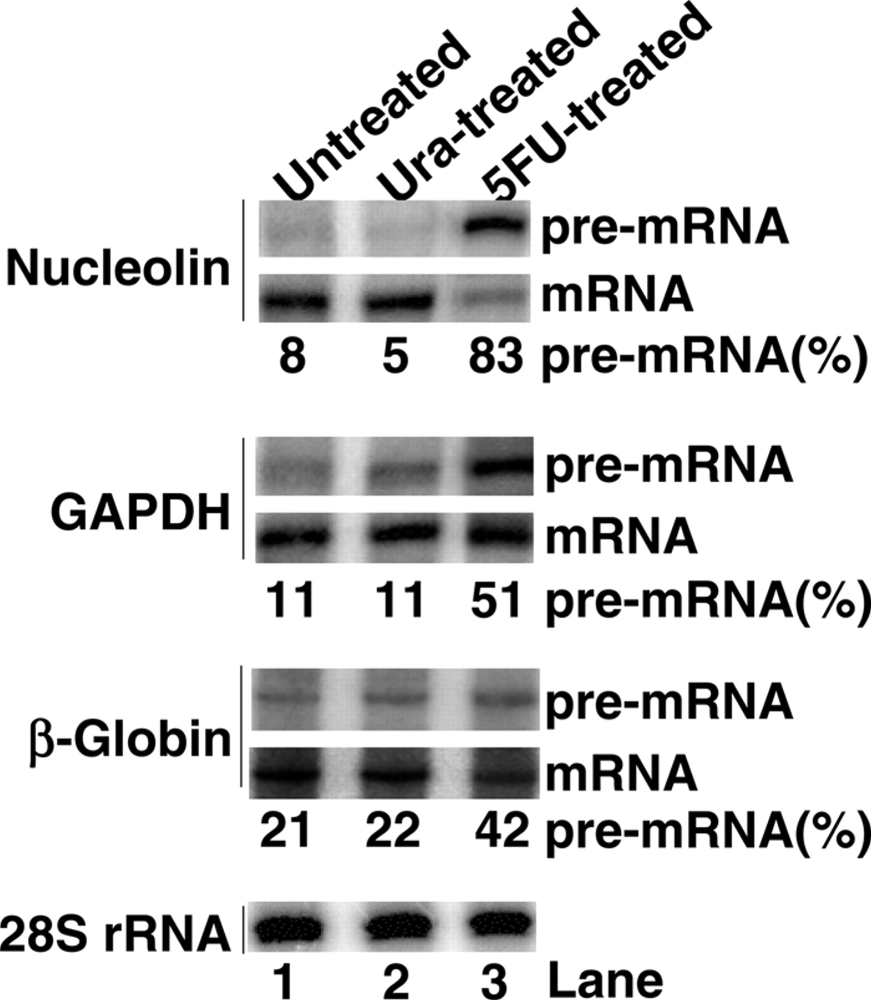 Untreated
Ura-treated
5FU-treated
Nucleolin
pre-mRNA
mRNA
8 5 83 pre-mRNA(%)
GAPDH
pre-mRNA
mRNA
11 11 51 pre-mRNA(%)
β-Globin
pre-mRNA
mRNA
21 22 42 pre-mRNA(%)
28S rRNA
1 2 3 Lane